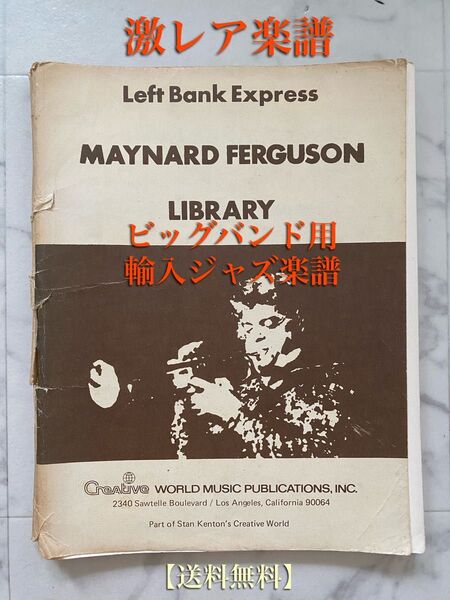 激レア楽譜
Left Bank Express
MAYNARD FERGUSON
LIBRARY
ビッグバンド用
輸入ジャズ楽譜
Creative WORLD MUSIC PUBLICATIONS, INC.
2340 Sawtelle Boulevard / Los Angeles, California 90064
Part of Stan Kenton's Creative World
【送料無料】